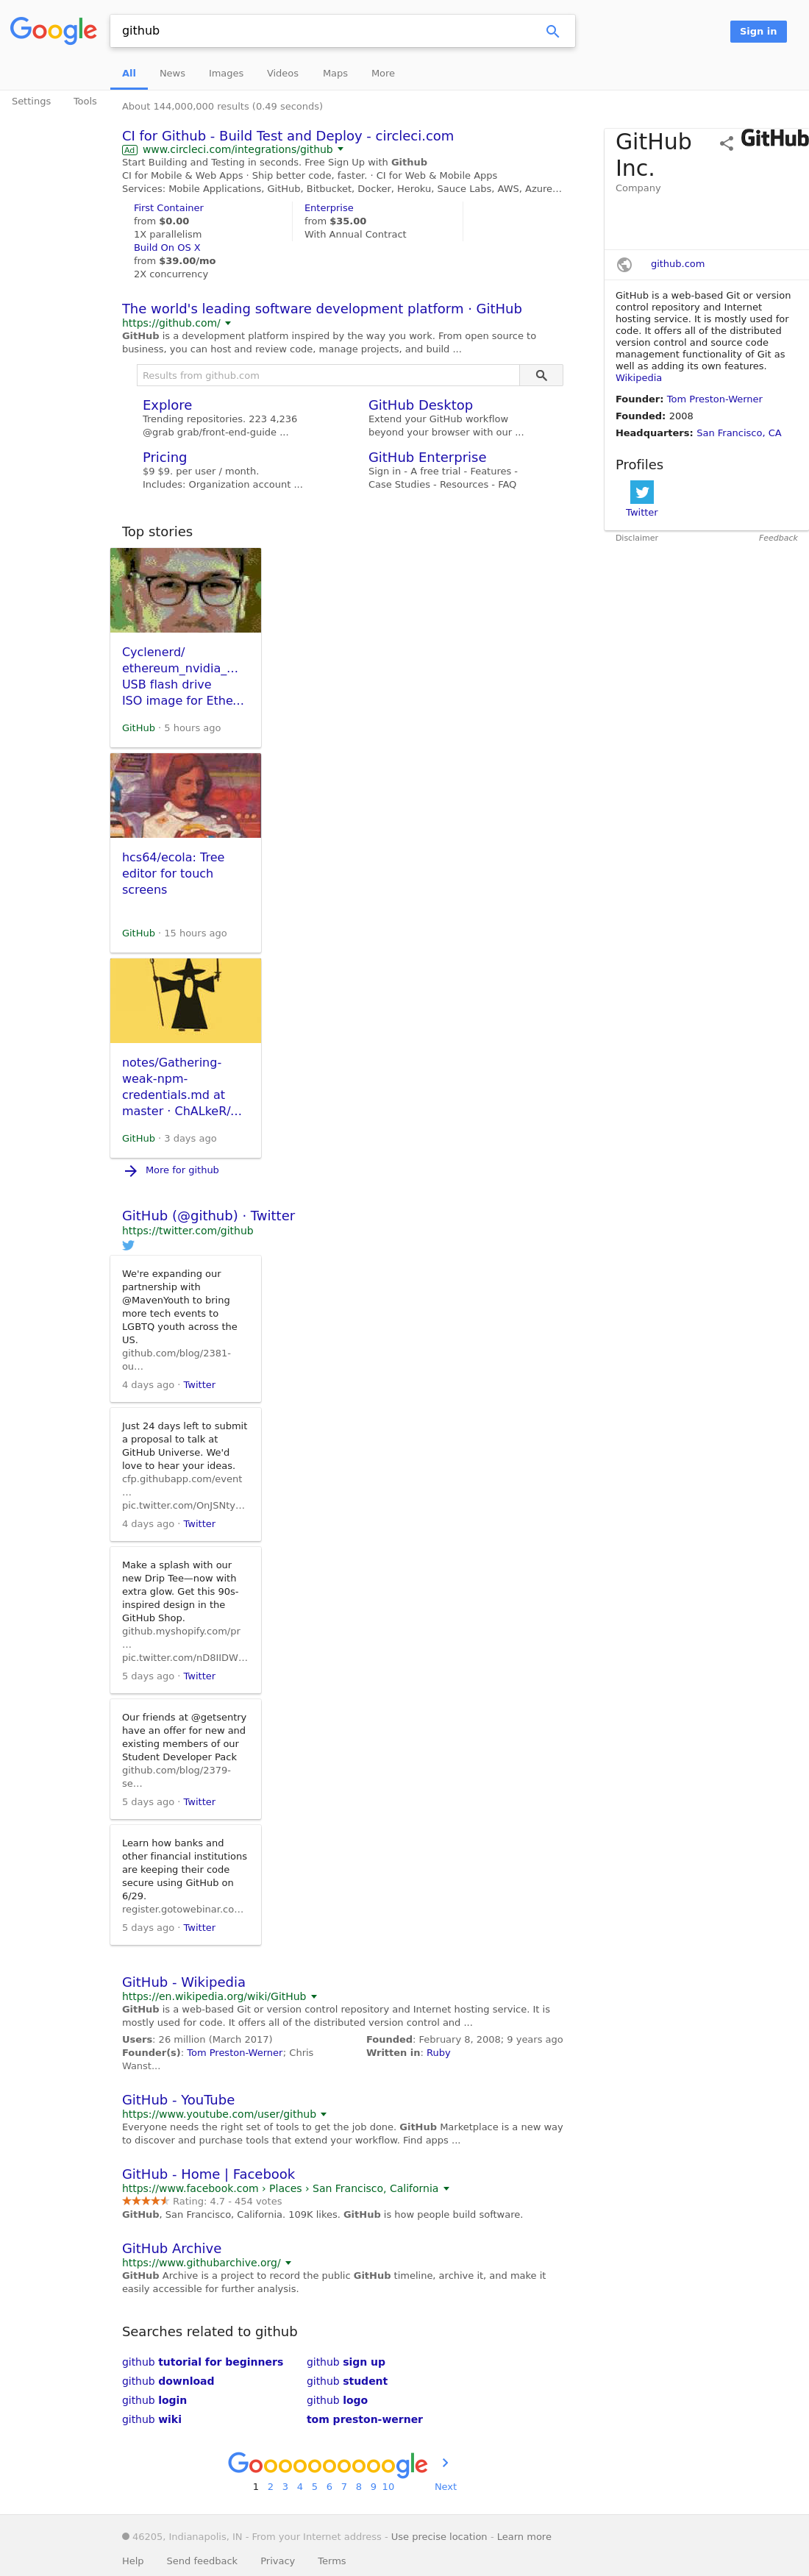 Google
github
Sign in
All News Images Videos Maps More
Settings Tools
About 144,000,000 results (0.49 seconds)
CI for Github - Build Test and Deploy - circleci.com
Ad www.circleci.com/integrations/github
Start Building and Testing in seconds. Free Sign Up with Github
CI for Mobile & Web Apps · Ship better code, faster. · CI for Web & Mobile Apps
Services: Mobile Applications, GitHub, Bitbucket, Docker, Heroku, Sauce Labs, AWS, Azure…
First Container
from $0.00
1X parallelism
Build On OS X
from $39.00/mo
2X concurrency
Enterprise
from $35.00
With Annual Contract
The world's leading software development platform · GitHub
https://github.com/
GitHub is a development platform inspired by the way you work. From open source to
business, you can host and review code, manage projects, and build ...
Results from github.com
Explore
Trending repositories. 223 4,236
@grab grab/front-end-guide ...
GitHub Desktop
Extend your GitHub workflow
beyond your browser with our ...
Pricing
$9 $9. per user / month.
Includes: Organization account ...
GitHub Enterprise
Sign in - A free trial - Features -
Case Studies - Resources - FAQ
Top stories
Cyclenerd/
ethereum_nvidia_…
USB flash drive
ISO image for Ethe…
GitHub · 5 hours ago
hcs64/ecola: Tree
editor for touch
screens
GitHub · 15 hours ago
notes/Gathering-
weak-npm-
credentials.md at
master · ChALkeR/…
GitHub · 3 days ago
More for github
GitHub (@github) · Twitter
https://twitter.com/github
We're expanding our
partnership with
@MavenYouth to bring
more tech events to
LGBTQ youth across the
US.
github.com/blog/2381-
ou…
4 days ago · Twitter
Just 24 days left to submit
a proposal to talk at
GitHub Universe. We'd
love to hear your ideas.
cfp.githubapp.com/event
…
pic.twitter.com/OnJSNty…
4 days ago · Twitter
Make a splash with our
new Drip Tee—now with
extra glow. Get this 90s-
inspired design in the
GitHub Shop.
github.myshopify.com/pr
…
pic.twitter.com/nD8IIDW…
5 days ago · Twitter
Our friends at @getsentry
have an offer for new and
existing members of our
Student Developer Pack
github.com/blog/2379-
se…
5 days ago · Twitter
Learn how banks and
other financial institutions
are keeping their code
secure using GitHub on
6/29.
register.gotowebinar.co…
5 days ago · Twitter
GitHub - Wikipedia
https://en.wikipedia.org/wiki/GitHub
GitHub is a web-based Git or version control repository and Internet hosting service. It is
mostly used for code. It offers all of the distributed version control and ...
Users: 26 million (March 2017)
Founder(s): Tom Preston-Werner; Chris
Wanst…
Founded: February 8, 2008; 9 years ago
Written in: Ruby
GitHub - YouTube
https://www.youtube.com/user/github
Everyone needs the right set of tools to get the job done. GitHub Marketplace is a new way
to discover and purchase tools that extend your workflow. Find apps ...
GitHub - Home | Facebook
https://www.facebook.com › Places › San Francisco, California
Rating: 4.7 - 454 votes
GitHub, San Francisco, California. 109K likes. GitHub is how people build software.
GitHub Archive
https://www.githubarchive.org/
GitHub Archive is a project to record the public GitHub timeline, archive it, and make it
easily accessible for further analysis.
Searches related to github
github tutorial for beginners
github download
github login
github wiki
github sign up
github student
github logo
tom preston-werner
Goooooooooogle
1 2 3 4 5 6 7 8 9 10 Next
GitHub
Inc.
GitHub
Company
github.com
GitHub is a web-based Git or version
control repository and Internet
hosting service. It is mostly used for
code. It offers all of the distributed
version control and source code
management functionality of Git as
well as adding its own features.
Wikipedia
Founder: Tom Preston-Werner
Founded: 2008
Headquarters: San Francisco, CA
Profiles
Twitter
Disclaimer Feedback
46205, Indianapolis, IN - From your Internet address - Use precise location - Learn more
Help Send feedback Privacy Terms